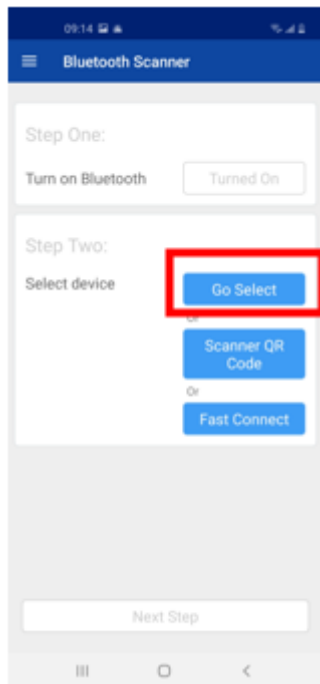 09:14
Bluetooth Scanner
Step One:
Turn on Bluetooth
Turned On
Step Two:
Select device
Go Select
Or
Scanner QR
Code
Or
Fast Connect
Next Step